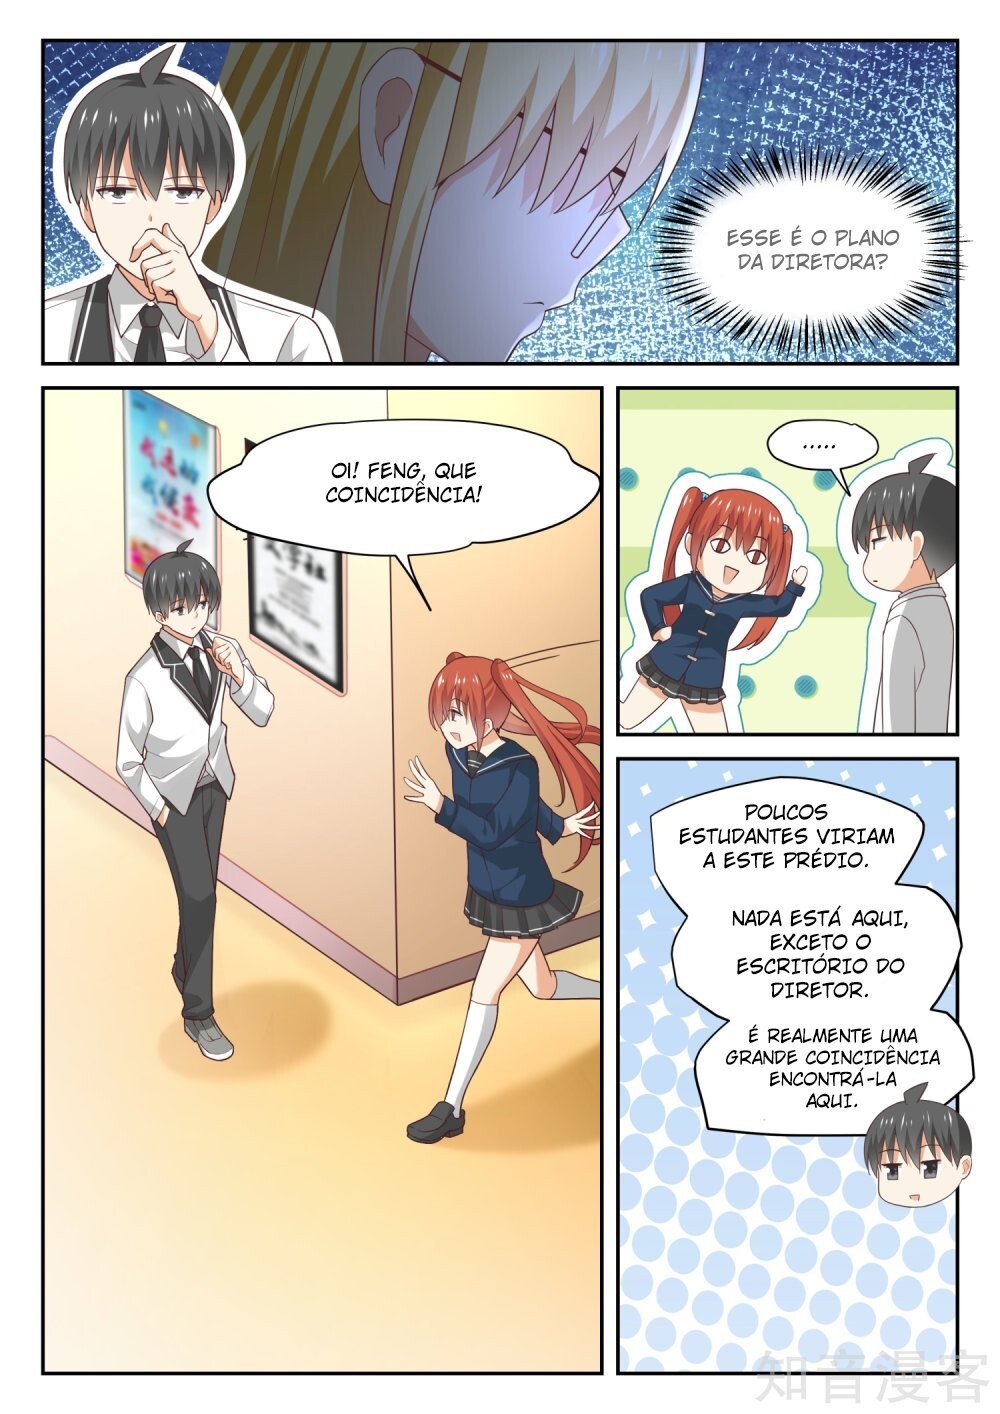 ESSE É O PLANO
DA DIRETORA?
OI! FENG, QUE
COINCIDÊNCIA!
.....
POUCOS
ESTUDANTES VIRIAM
A ESTE PRÉDIO.
NADA ESTÁ AQUI,
EXCETO O
ESCRITÓRIO DO
DIRETOR.
É REALMENTE UMA
GRANDE COINCIDÊNCIA
ENCONTRÁ-LA
AQUI.
知音漫客